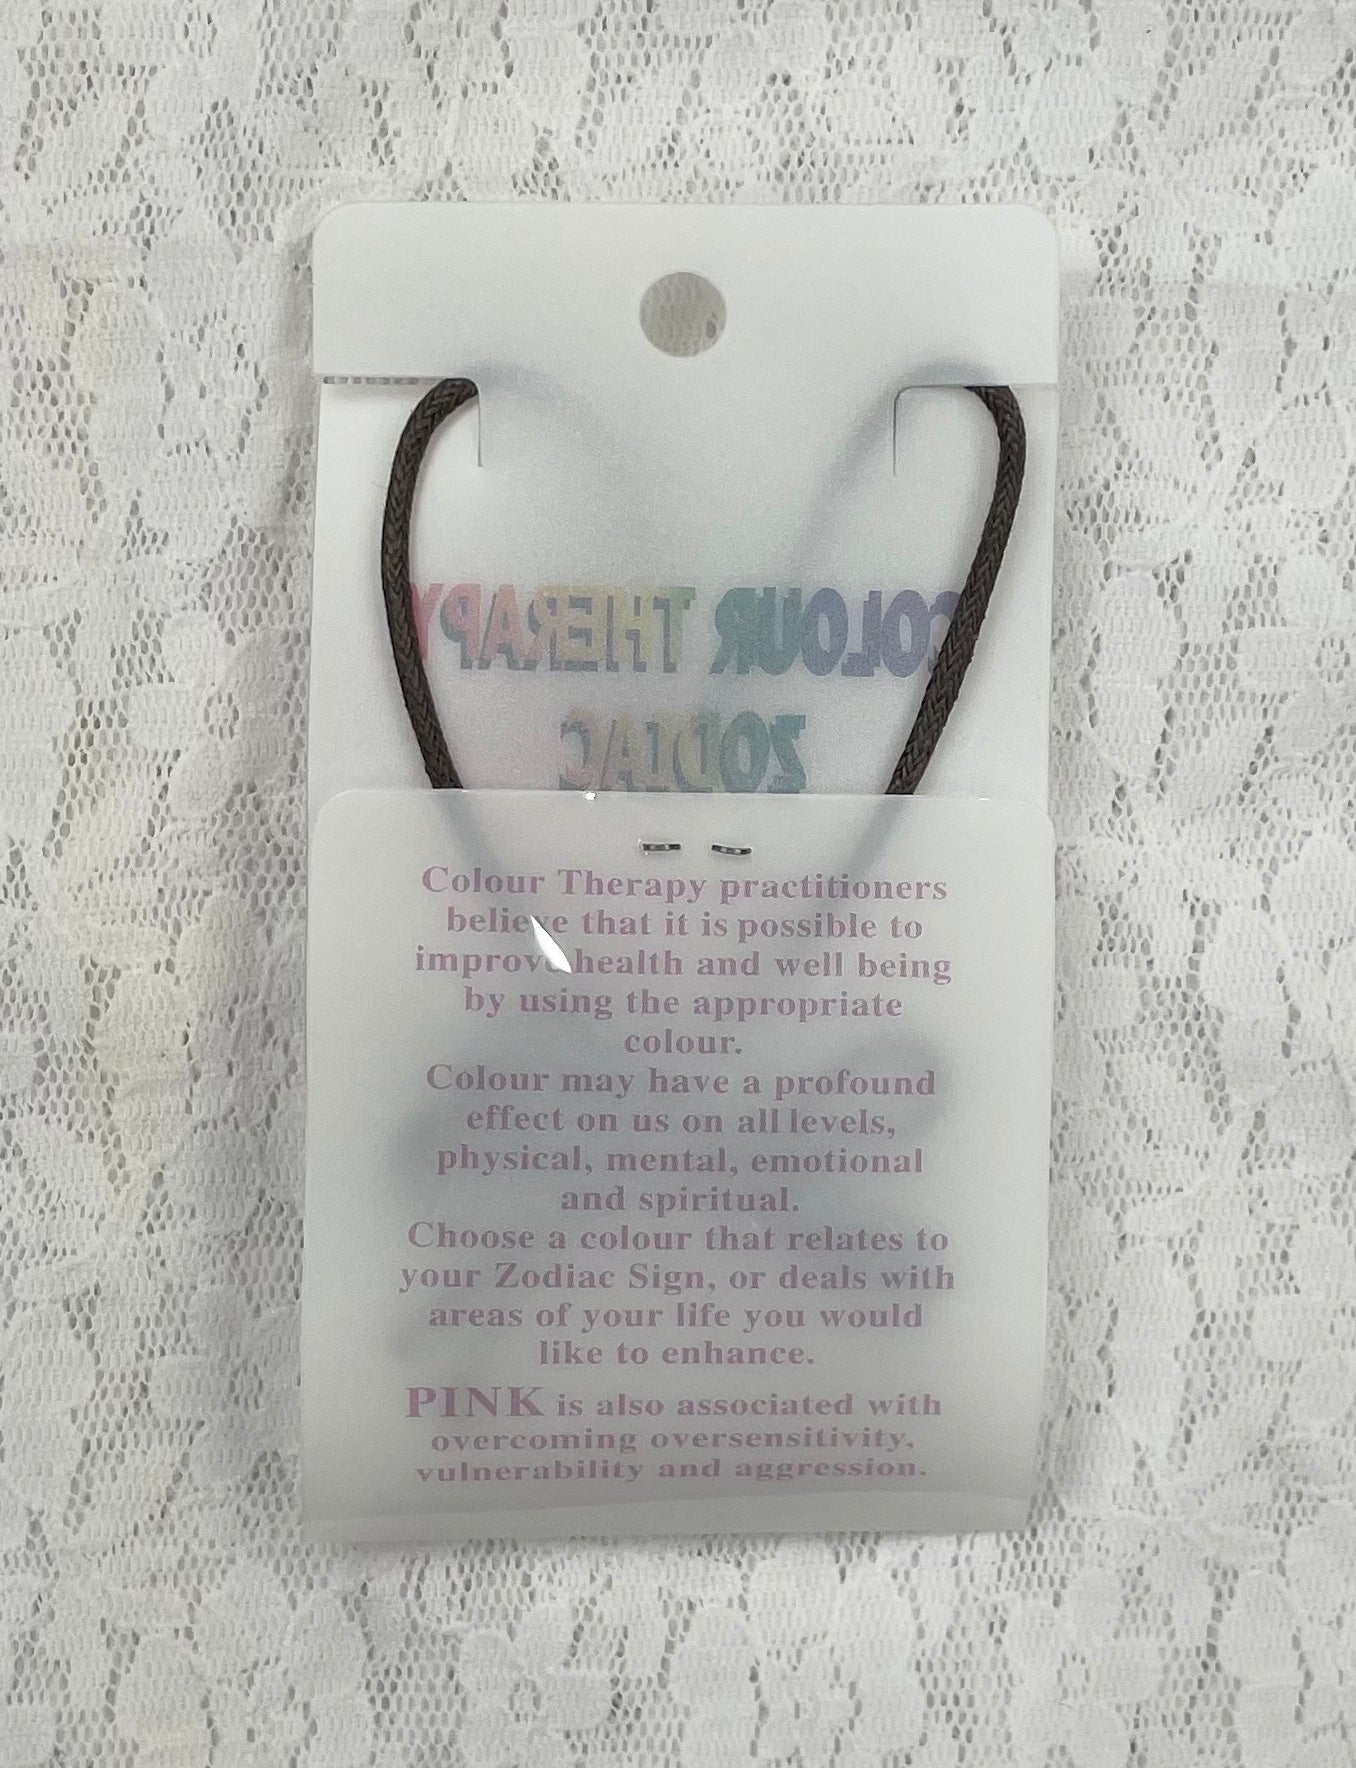 COLOUR THERAPY
ZODIAC
Colour Therapy practitioners
believe that it is possible to
improve health and well being
by using the appropriate
colour.
Colour may have a profound
effect on us on all levels,
physical, mental, emotional
and spiritual.
Choose a colour that relates to
your Zodiac Sign, or deals with
areas of your life you would
like to enhance.
PINK is also associated with
overcoming oversensitivity,
vulnerability and aggression.